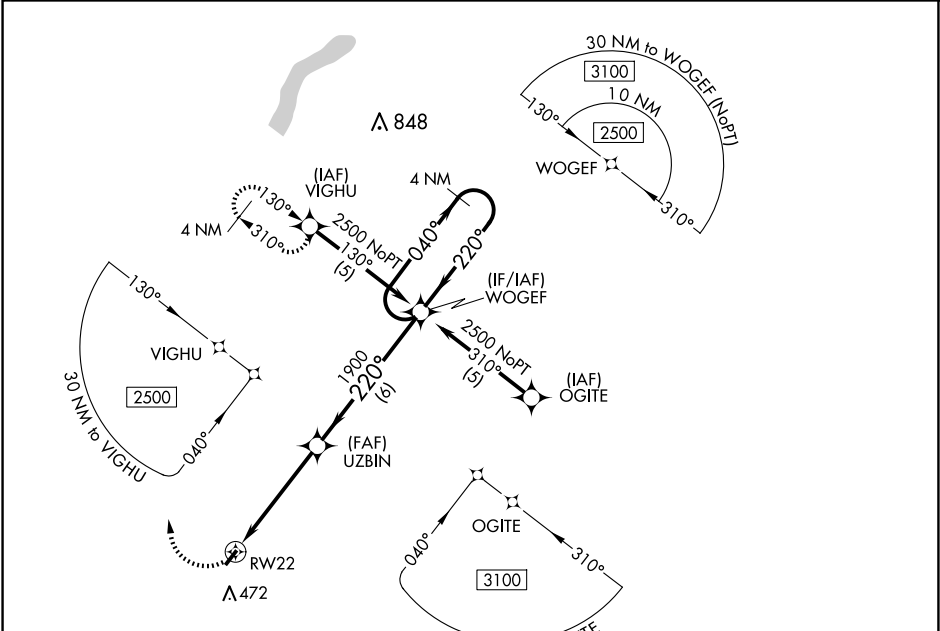 30 NM to WOGEF (NoPT)
3100
10 NM
2500
130°
WOGEF
310°
848
(IAF)
VIGHU
4 NM
130°
310°
4 NM
2500 NoPT
130°
(5)
040°
220°
(IF/IAF)
WOGEF
2500 NoPT
310°
(5)
(IAF)
OGITE
130°
VIGHU
2500
040°
30 NM to VIGHU
1900
220°
(6)
(FAF)
UZBIN
RW22
472
OGITE
040°
310°
3100